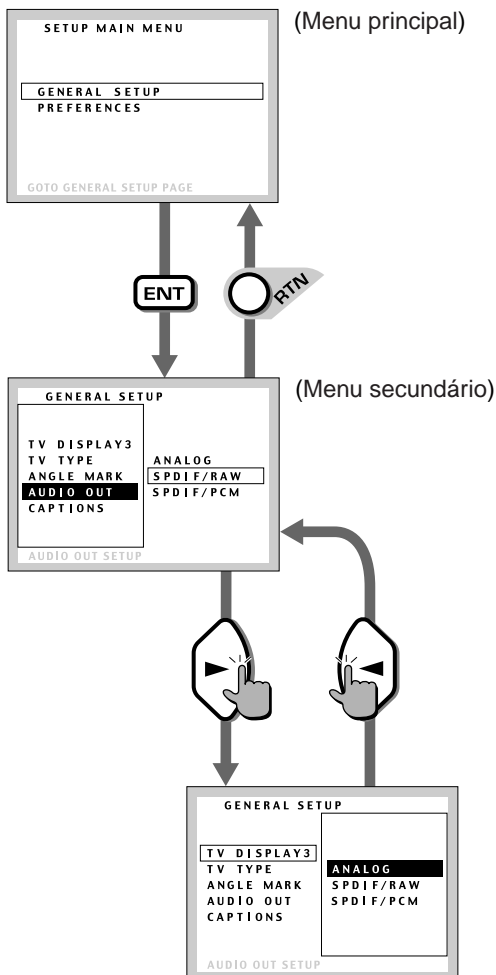 SETUP MAIN MENU
(Menu principal)
GENERAL SETUP
PREFERENCES
GOTO GENERAL SETUP PAGE
ENT
RTN
(Menu secundário)
GENERAL SETUP
TV DISPLAY3
TV TYPE
ANGLE MARK
AUDIO OUT
CAPTIONS
ANALOG
SPDIF/RAW
SPDIF/PCM
AUDIO OUT SETUP
GENERAL SETUP
TV DISPLAY3
TV TYPE
ANGLE MARK
AUDIO OUT
CAPTIONS
ANALOG
SPDIF/RAW
SPDIF/PCM
AUDIO OUT SETUP